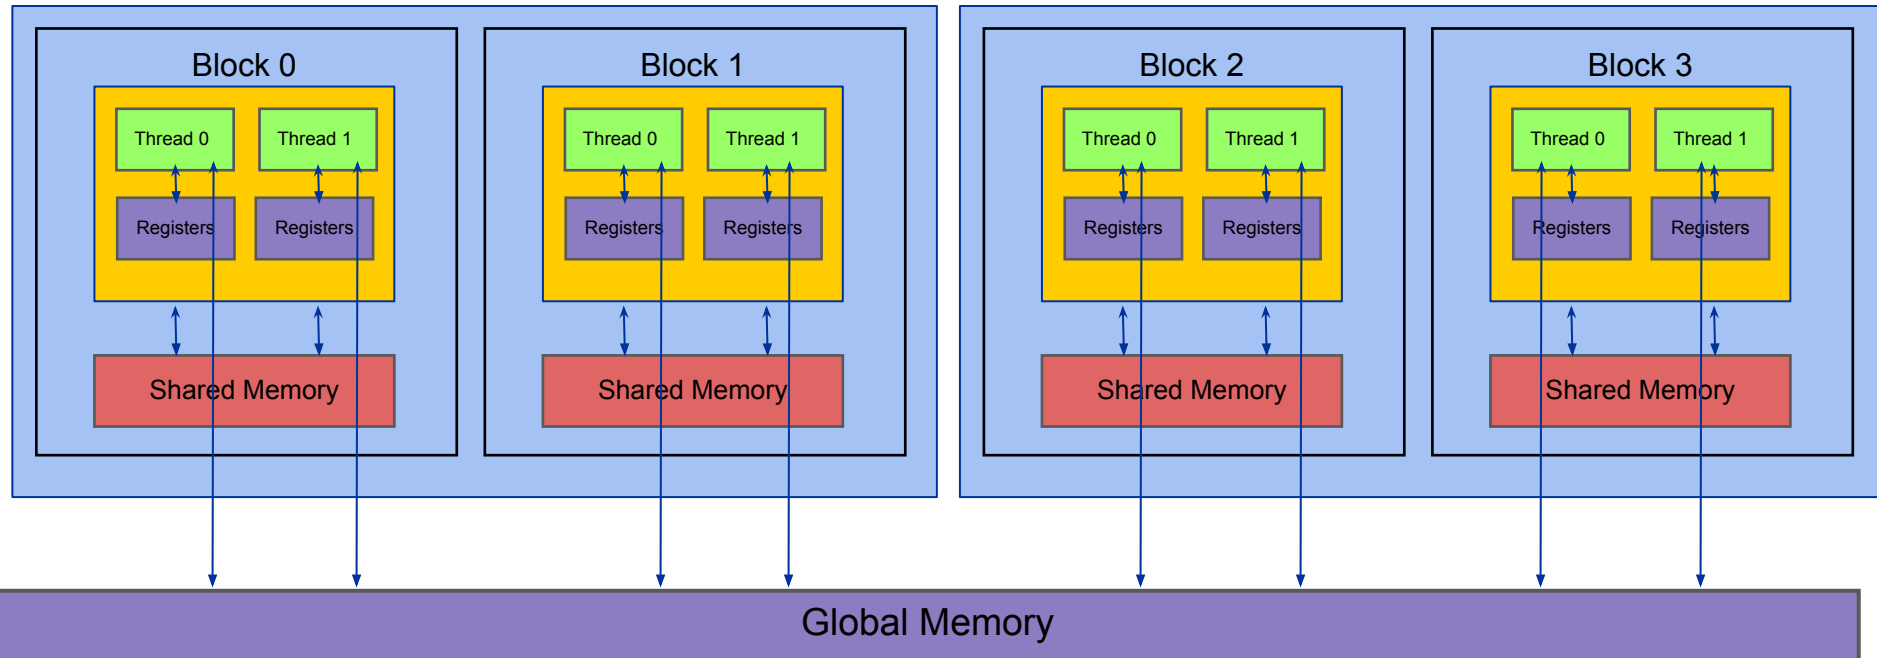 Block 0
Block 1
Block 2
Block 3
Thread 0
Thread 1
Thread 0
Thread 1
Thread 0
Thread 1
Thread 0
Thread 1
Registers
Registers
Registers
Registers
Registers
Registers
Registers
Registers
Shared Memory
Shared Memory
Shared Memory
Shared Memory
Global Memory